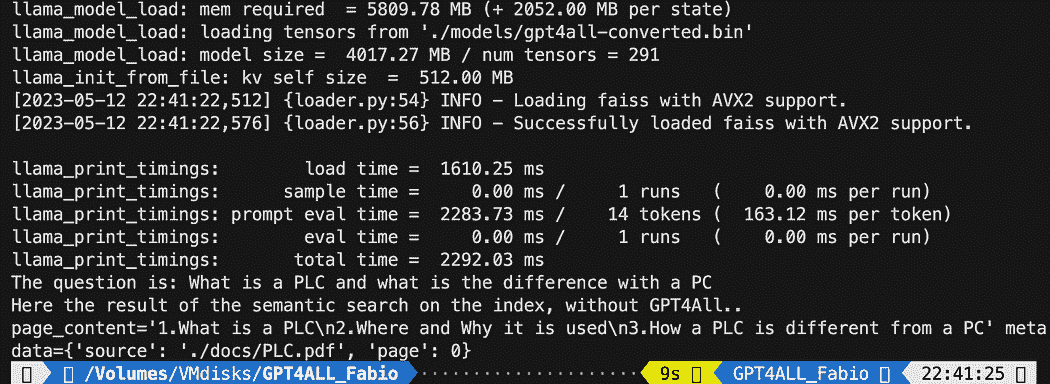 llama_model_load: mem required  = 5809.78 MB (+ 2052.00 MB per state)
llama_model_load: loading tensors from './models/gpt4all-converted.bin'
llama_model_load: model size =  4017.27 MB / num tensors = 291
llama_init_from_file: kv self size  =  512.00 MB
[2023-05-12 22:41:22,512] {loader.py:54} INFO - Loading faiss with AVX2 support.
[2023-05-12 22:41:22,576] {loader.py:56} INFO - Successfully loaded faiss with AVX2 support.

llama_print_timings:        load time =  1610.25 ms
llama_print_timings:      sample time =     0.00 ms /     1 runs   (    0.00 ms per run)
llama_print_timings: prompt eval time =  2283.73 ms /    14 tokens (  163.12 ms per token)
llama_print_timings:        eval time =     0.00 ms /     1 runs   (    0.00 ms per run)
llama_print_timings:       total time =  2292.03 ms
The question is: What is a PLC and what is the difference with a PC
Here the result of the semantic search on the index, without GPT4All..
page_content='1.What is a PLC\n2.Where and Why it is used\n3.How a PLC is different from a PC' meta
data={'source': './docs/PLC.pdf', 'page': 0}
/Volumes/VMdisks/GPT4ALL_Fabio 9s GPT4ALL_Fabio 22:41:25